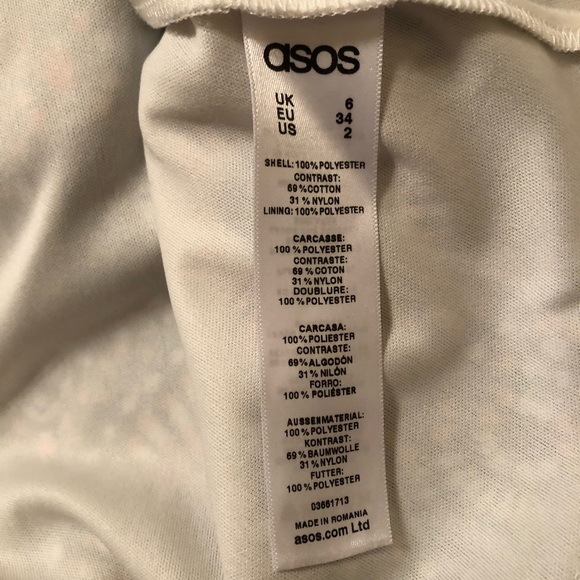 asos
UK 6
EU 34
US 2
SHELL: 100% POLYESTER
CONTRAST:
69% COTTON
31% NYLON
LINING: 100% POLYESTER
CARCASSE:
100% POLYESTER
CONTRASTE:
69% COTON
31% NYLON
DOUBLURE:
100% POLYESTER
CARCASA:
100% POLIESTER
CONTRASTE:
69% ALGODÓN
31% NILÓN
FORRO:
100% POLIÉSTER
AUSSENMATERIAL:
100% POLYESTER
KONTRAST:
69% BAUMWOLLE
31% NYLON
FUTTER:
100% POLYESTER
03661713
MADE IN ROMANIA
asos.com Ltd